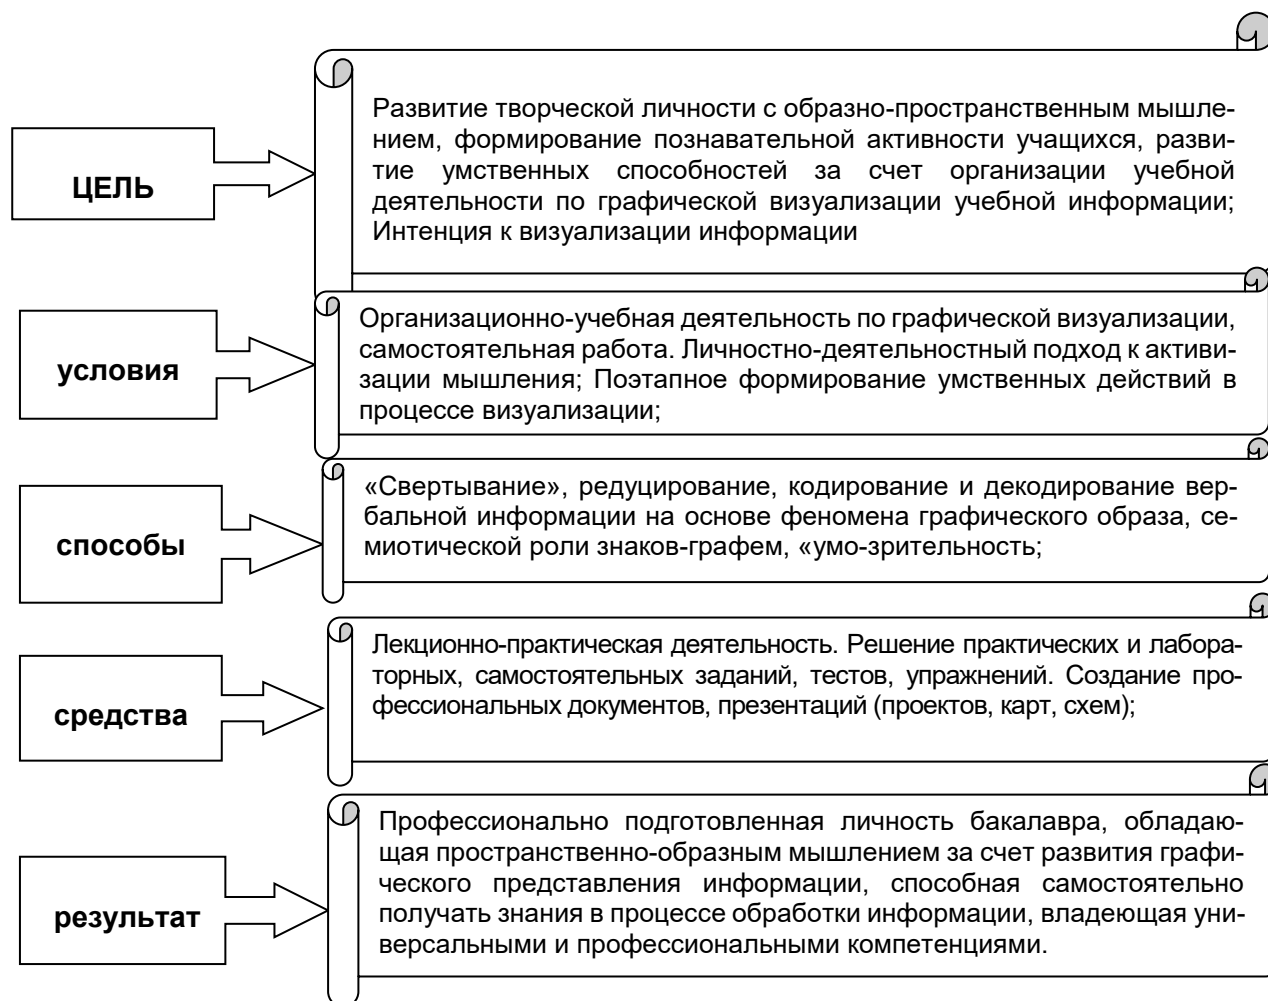 ЦЕЛЬ
Развитие творческой личности с образно-пространственным мышле-
нием, формирование познавательной активности учащихся, разви-
тие умственных способностей за счет организации учебной
деятельности по графической визуализации учебной информации;
Интенция к визуализации информации
условия
Организационно-учебная деятельность по графической визуализации,
самостоятельная работа. Личностно-деятельностный подход к активи-
зации мышления; Поэтапное формирование умственных действий в
процессе визуализации;
способы
«Свертывание», редуцирование, кодирование и декодирование вер-
бальной информации на основе феномена графического образа, се-
миотической роли знаков-графем, «умо-зрительность;
средства
Лекционно-практическая деятельность. Решение практических и лабора-
торных, самостоятельных заданий, тестов, упражнений. Создание про-
фессиональных документов, презентаций (проектов, карт, схем);
результат
Профессионально подготовленная личность бакалавра, обладаю-
щая пространственно-образным мышлением за счет развития графи-
ческого представления информации, способная самостоятельно
получать знания в процессе обработки информации, владеющая уни-
версальными и профессиональными компетенциями.